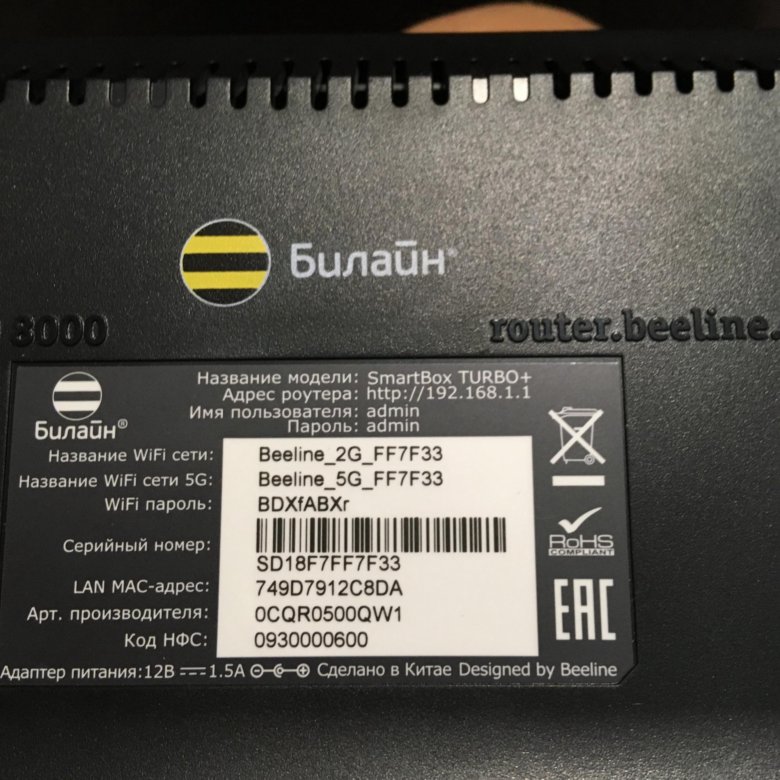 Билайн
3000
router.beeline.
Билайн®
Название модели: SmartBox TURBO+
Адрес роутера: http://192.168.1.1
Имя пользователя: admin
Пароль: admin
Название WiFi сети: Beeline_2G_FF7F33
Название WiFi сети 5G: Beeline_5G_FF7F33
WiFi пароль: BDXfABXr
Серийный номер: SD18F7FF7F33
LAN MAC-адрес: 749D7912C8DA
Арт. производителя: 0CQR0500QW1
Код НФС: 0930000600
RoHS
COMPLIANT
EAC
Адаптер питания:12В 1.5А Сделано в Китае Designed by Beeline